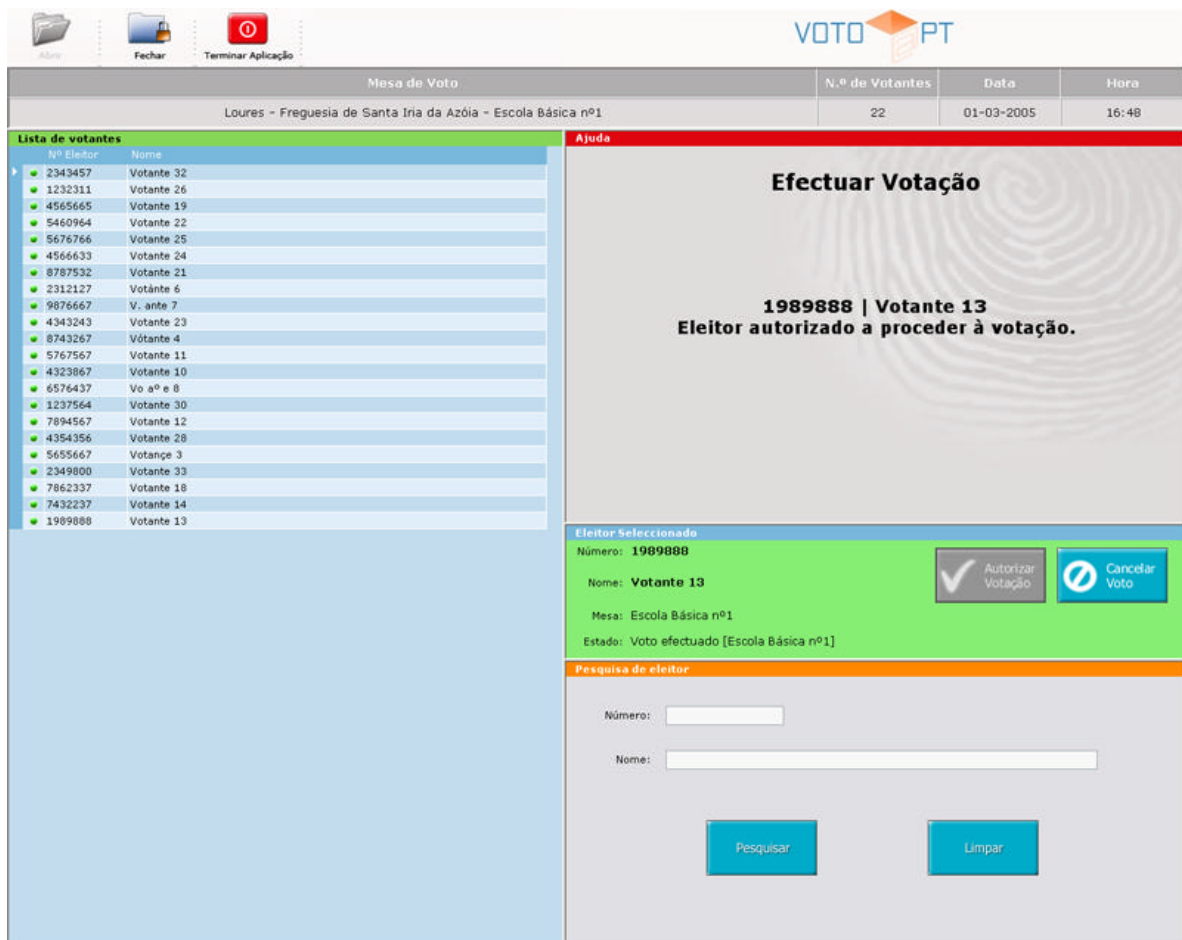 Abrir
Fechar
Terminar Aplicação
VOTO PT
Mesa de Voto
N.º de Votantes
Data
Hora
Loures - Freguesia de Santa Iria da Azóia - Escola Básica nº1
22
01-03-2005
16:48
Lista de votantes
Nº Eleitor Nome
2343457 Votante 32
1232311 Votante 26
4565665 Votante 19
5460964 Votante 22
5676766 Votante 25
4566633 Votante 24
8787532 Votante 21
2312127 Votánte 6
9876667 V. ante 7
4343243 Votante 23
8743267 Vótante 4
5767567 Votante 11
4323867 Votante 10
6576437 Vo aº e 8
1237564 Votante 30
7894567 Votante 12
4354356 Votante 28
5655667 Votançe 3
2349800 Votante 33
7862337 Votante 18
7432237 Votante 14
1989888 Votante 13
Ajuda
Efectuar Votação
1989888 | Votante 13
Eleitor autorizado a proceder à votação.
Eleitor Seleccionado
Número: 1989888
Nome: Votante 13
Mesa: Escola Básica nº1
Estado: Voto efectuado [Escola Básica nº1]
Autorizar
Votação
Cancelar
Voto
Pesquisa de eleitor
Número:
Nome:
Pesquisar
Limpar